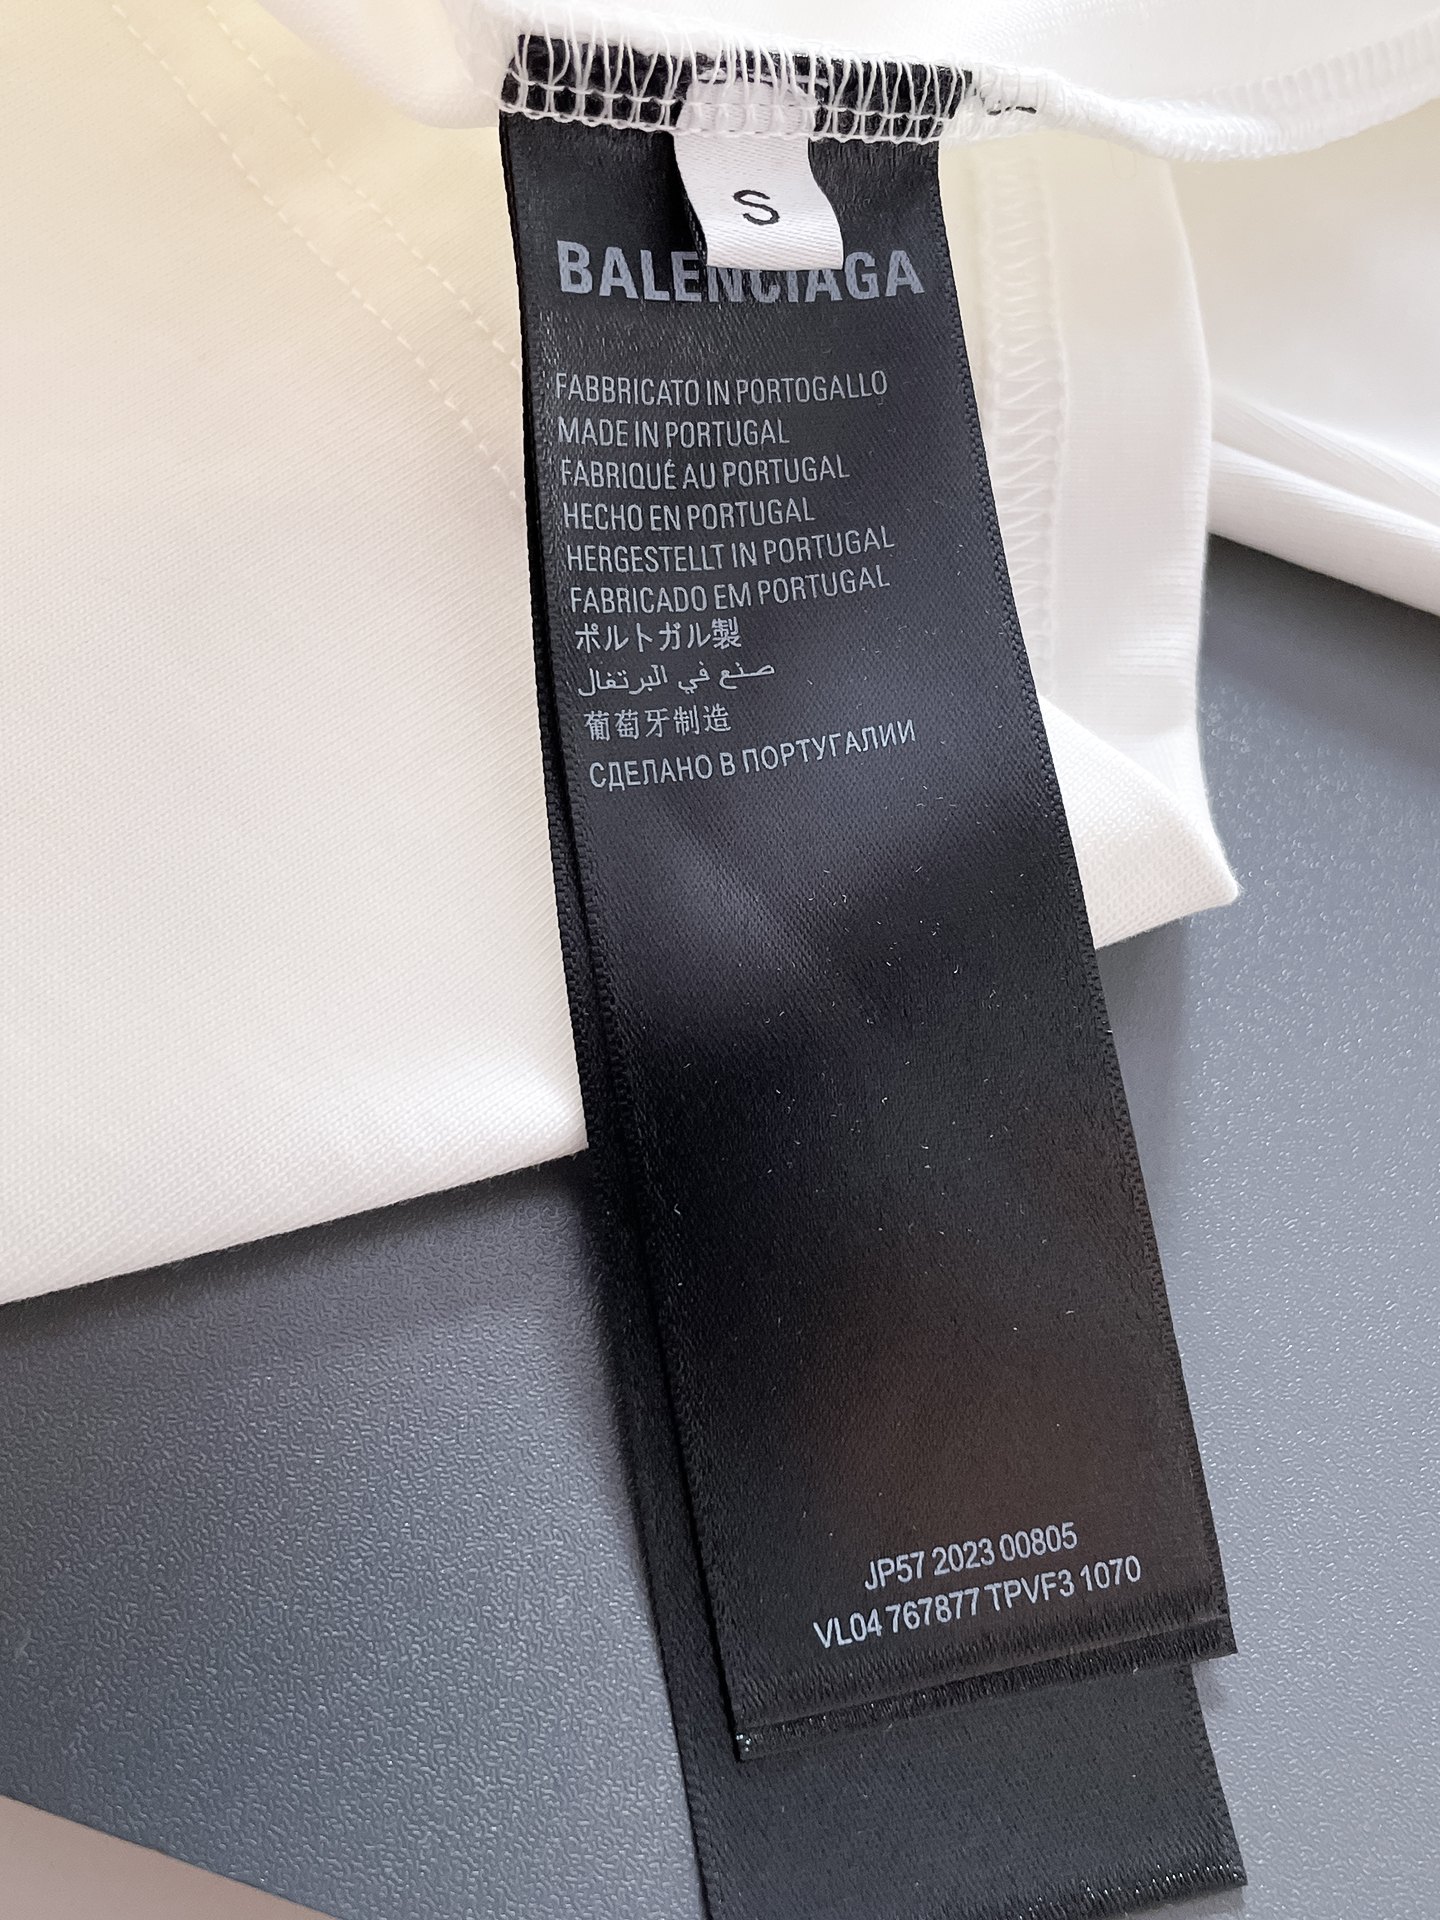 S
BALENCIAGA
FABBRICATO IN PORTOGALLO
MADE IN PORTUGAL
FABRIQUÉ AU PORTUGAL
HECHO EN PORTUGAL
HERGESTELLT IN PORTUGAL
FABRICADO EM PORTUGAL
ポルトガル製
صنع في البرتغال
葡萄牙制造
СДЕЛАНО В ПОРТУГАЛИИ
JP57 2023 00805
VL04 767877 TPVF3 1070